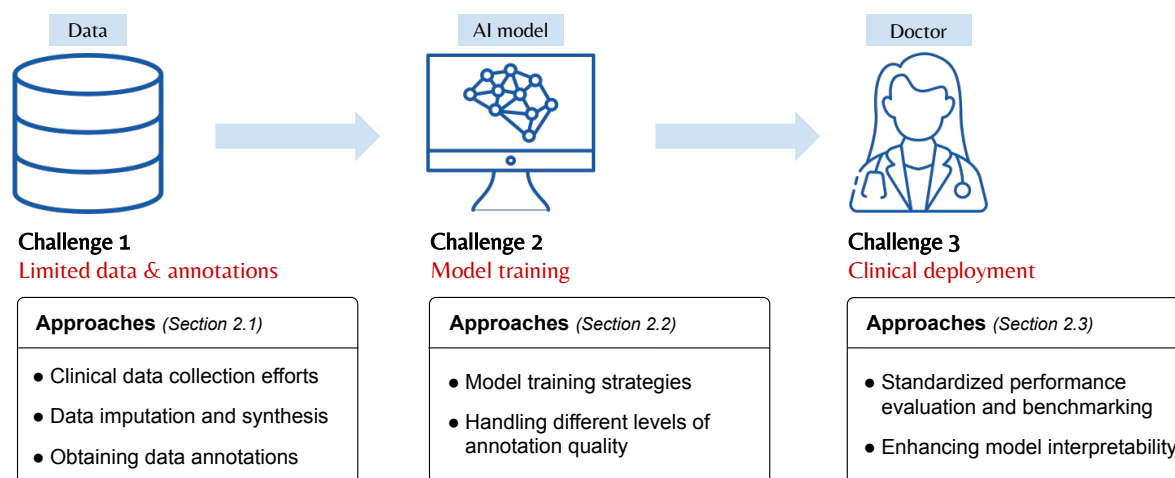 Data
AI model
Doctor
Challenge 1
Limited data & annotations
Challenge 2
Model training
Challenge 3
Clinical deployment
Approaches (Section 2.1)
● Clinical data collection efforts
● Data imputation and synthesis
● Obtaining data annotations
Approaches (Section 2.2)
● Model training strategies
● Handling different levels of
annotation quality
Approaches (Section 2.3)
● Standardized performance
evaluation and benchmarking
● Enhancing model interpretability